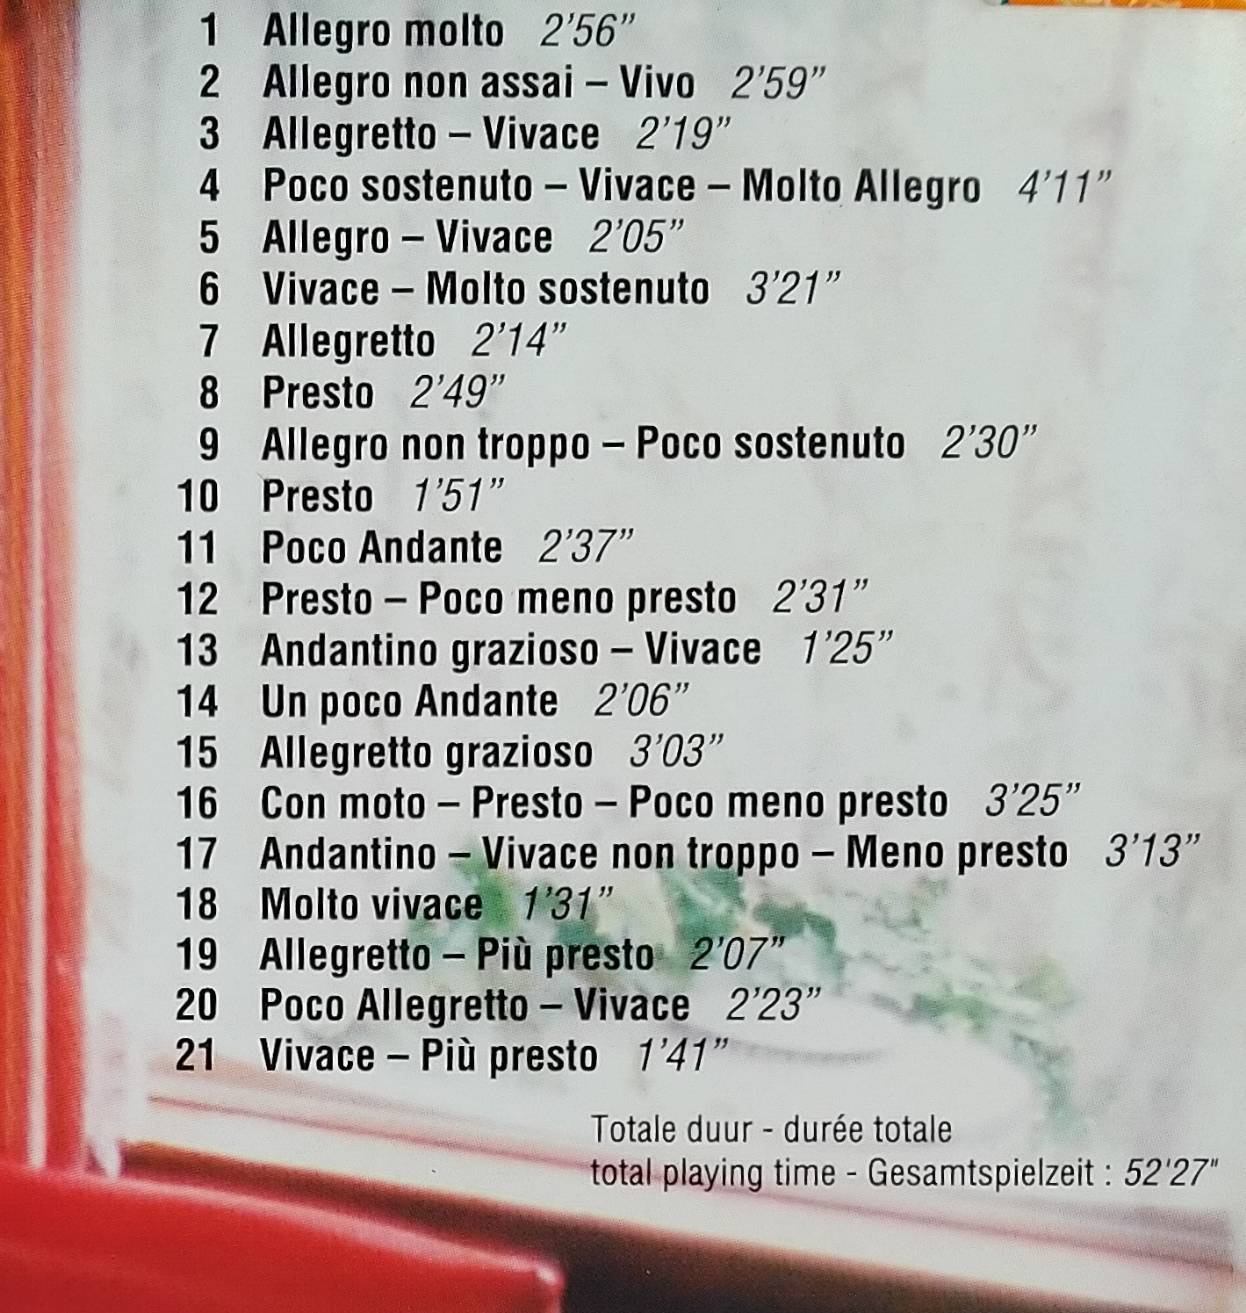 1 Allegro molto 2’56”
2 Allegro non assai – Vivo 2’59”
3 Allegretto – Vivace 2’19”
4 Poco sostenuto – Vivace – Molto Allegro 4’11”
5 Allegro – Vivace 2’05”
6 Vivace – Molto sostenuto 3’21”
7 Allegretto 2’14”
8 Presto 2’49”
9 Allegro non troppo – Poco sostenuto 2’30”
10 Presto 1’51”
11 Poco Andante 2’37”
12 Presto – Poco meno presto 2’31”
13 Andantino grazioso – Vivace 1’25”
14 Un poco Andante 2’06”
15 Allegretto grazioso 3’03”
16 Con moto – Presto – Poco meno presto 3’25”
17 Andantino – Vivace non troppo – Meno presto 3’13”
18 Molto vivace 1’31”
19 Allegretto – Più presto 2’07”
20 Poco Allegretto – Vivace 2’23”
21 Vivace – Più presto 1’41”
Totale duur - durée totale
total playing time - Gesamtspielzeit : 52'27"